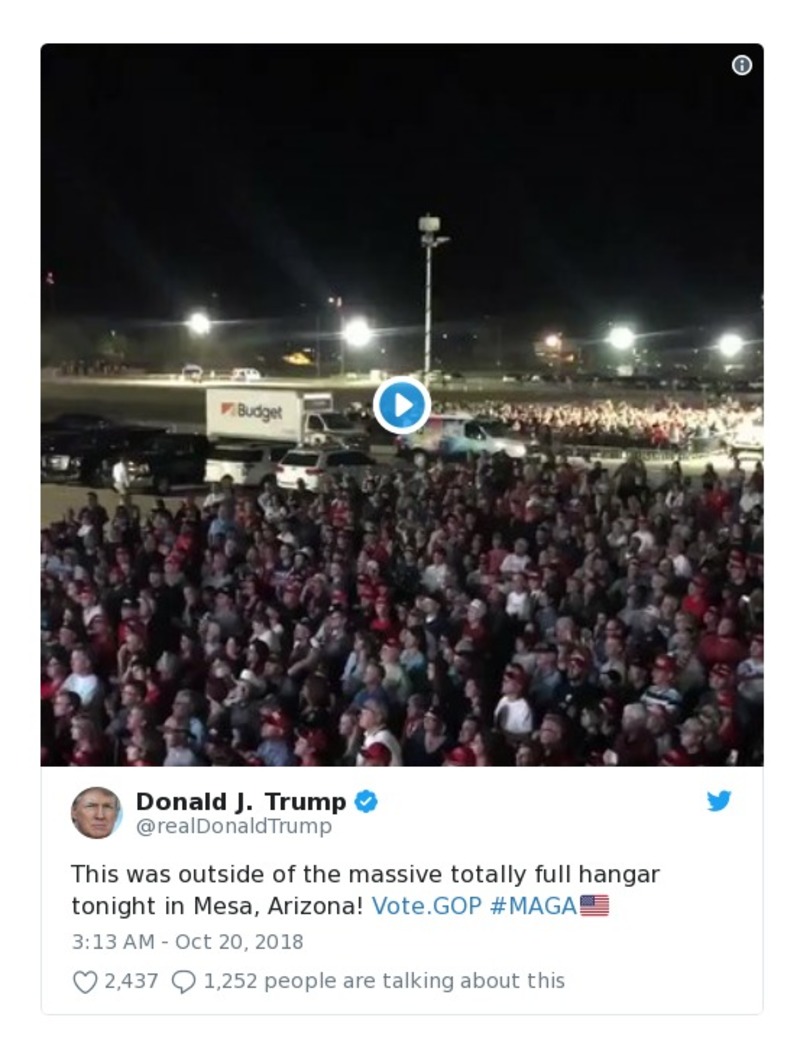 Budget
Donald J. Trump
@realDonaldTrump
This was outside of the massive totally full hangar
tonight in Mesa, Arizona! Vote.GOP #MAGA🇺🇸
3:13 AM - Oct 20, 2018
2,437 1,252 people are talking about this